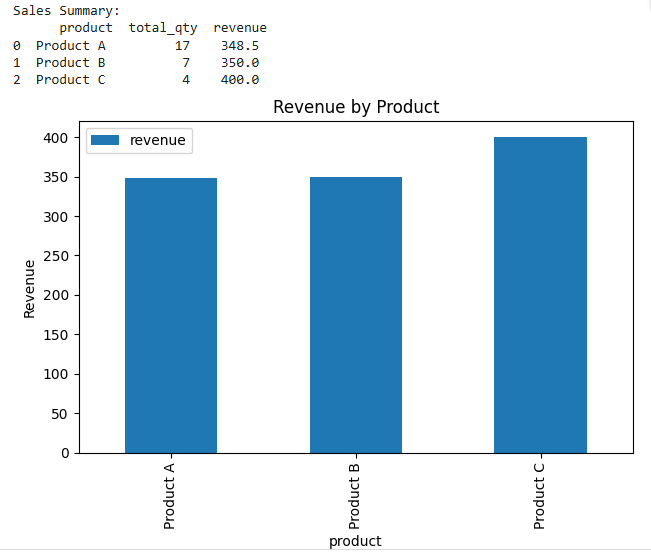 Sales Summary:
product total_qty revenue
0 Product A 17 348.5
1 Product B 7 350.0
2 Product C 4 400.0
Revenue by Product
revenue
400
350
300
250
200
150
100
50
0
Revenue
Product A
Product B
Product C
product